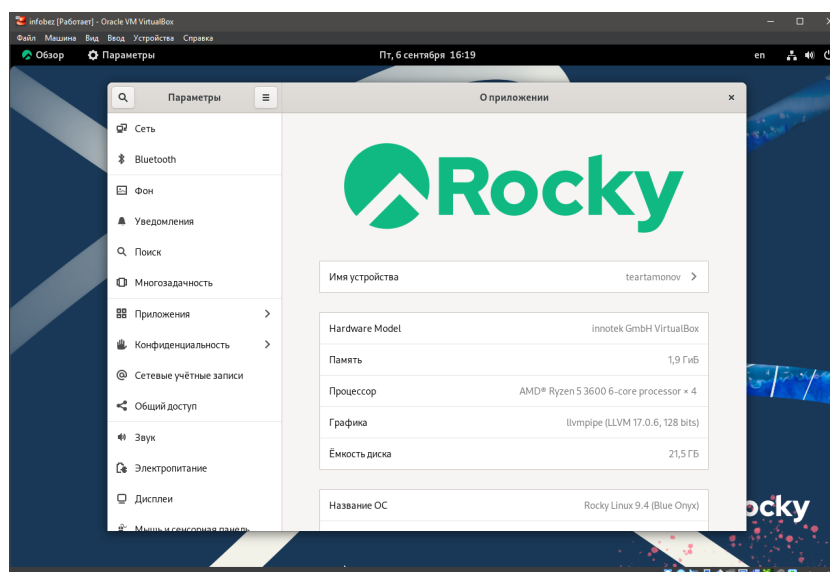 infobez [Работает] - Oracle VM VirtualBox
Файл Машина Вид Ввод Устройства Справка
Обзор Параметры Пт, 6 сентября 16:19 en
Параметры О приложении
Сеть
Bluetooth
Фон
Уведомления
Поиск
Многозадачность
Приложения
Конфиденциальность
Сетевые учётные записи
Общий доступ
Звук
Электропитание
Дисплеи
Мышь и сенсорная панель
Rocky
Имя устройства teartamonov
Hardware Model innotek GmbH VirtualBox
Память 1,9 ГиБ
Процессор AMD® Ryzen 5 3600 6-core processor × 4
Графика llvmpipe (LLVM 17.0.6, 128 bits)
Ёмкость диска 21,5 ГБ
Название ОС Rocky Linux 9.4 (Blue Onyx)
ocky